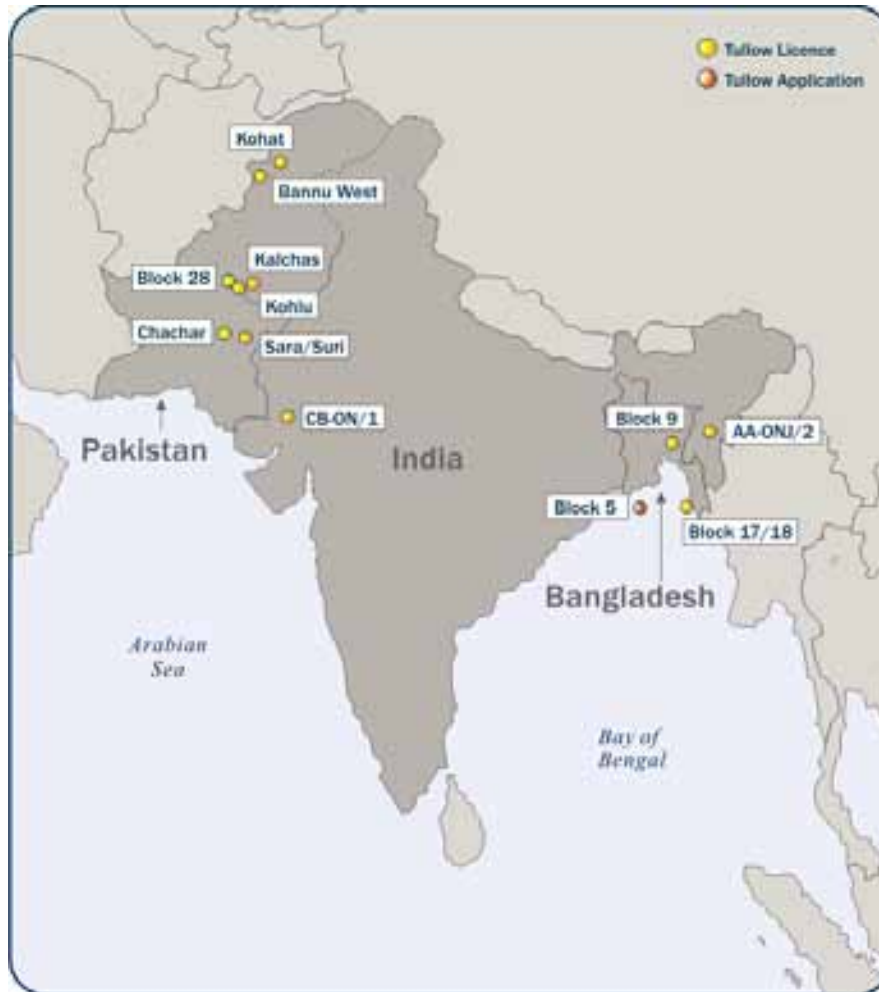 Tullow Licence
Tullow Application
Kohat
Bannu West
Kalchas
Block 28
Kohlu
Chachar
Sara/Suri
CB-ON/1
Block 9
AA-ONJ/2
Pakistan
India
Block 5
Block 17/18
Bangladesh
Arabian
Sea
Bay of
Bengal